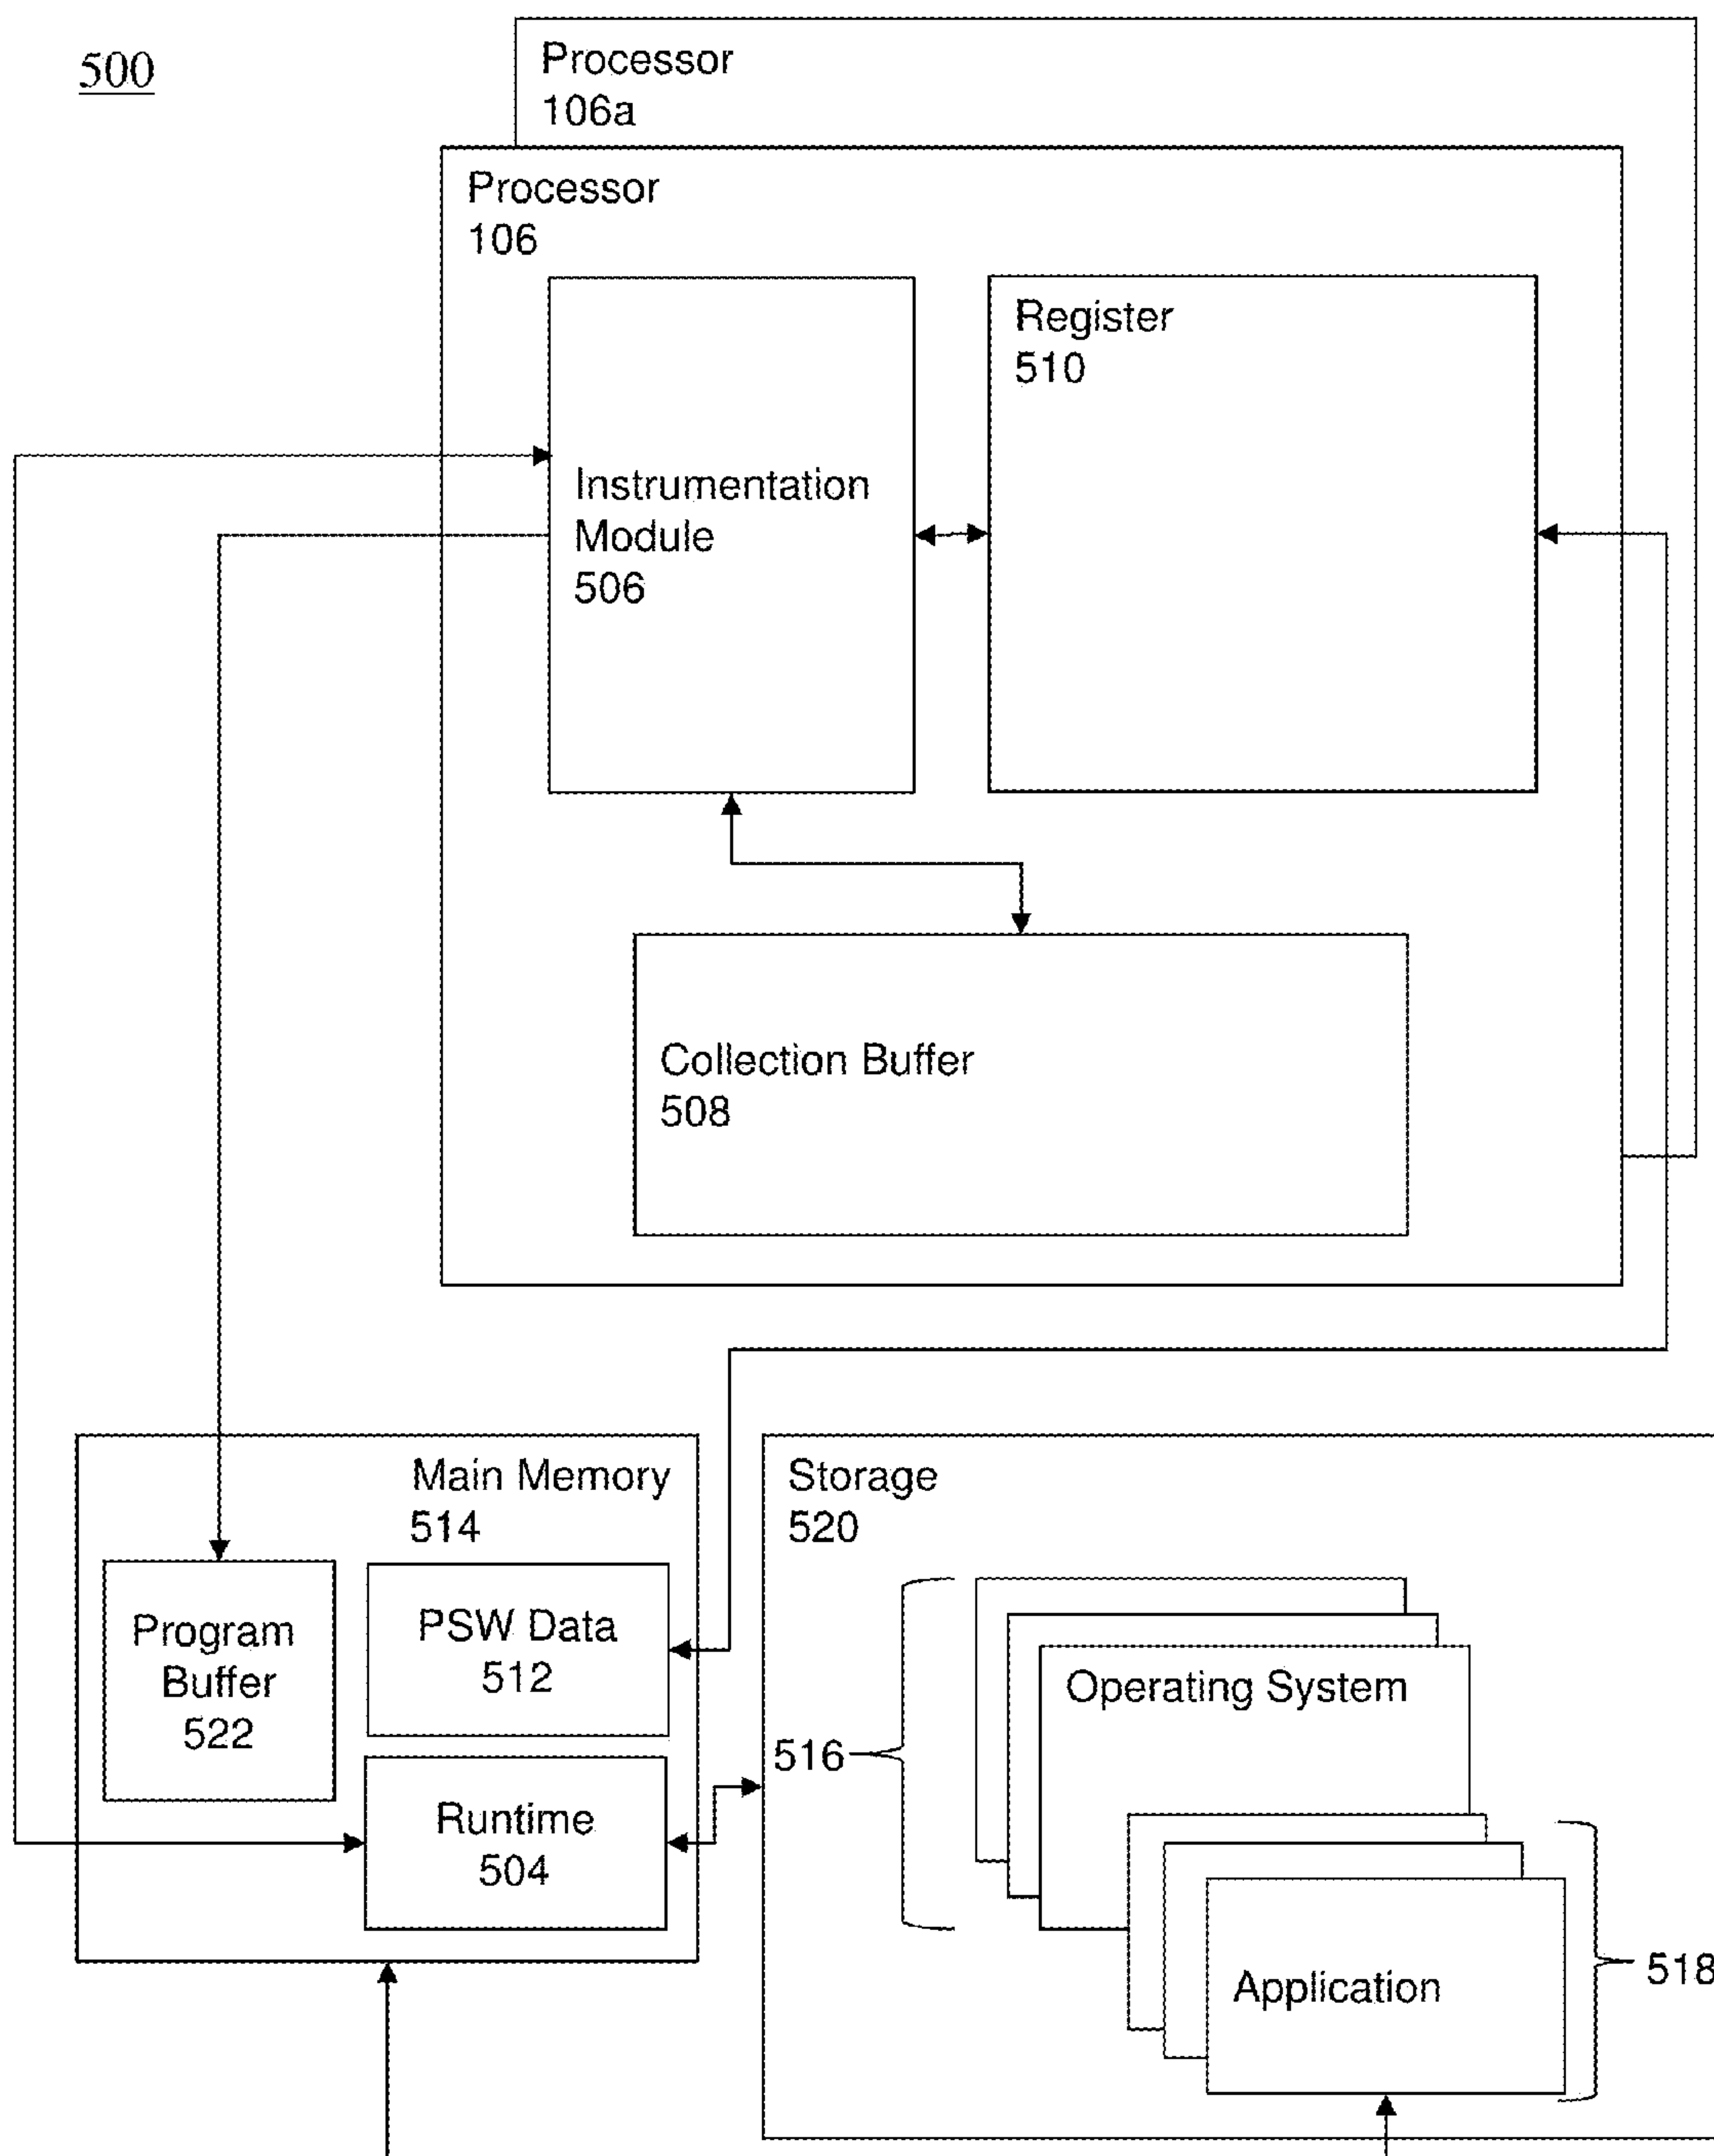 500
Processor
106a
Processor
106
Instrumentation
Module
506
Register
510
Collection Buffer
508
Main Memory
514
Program
Buffer
522
PSW Data
512
Runtime
504
Storage
520
516
Operating System
Application
518